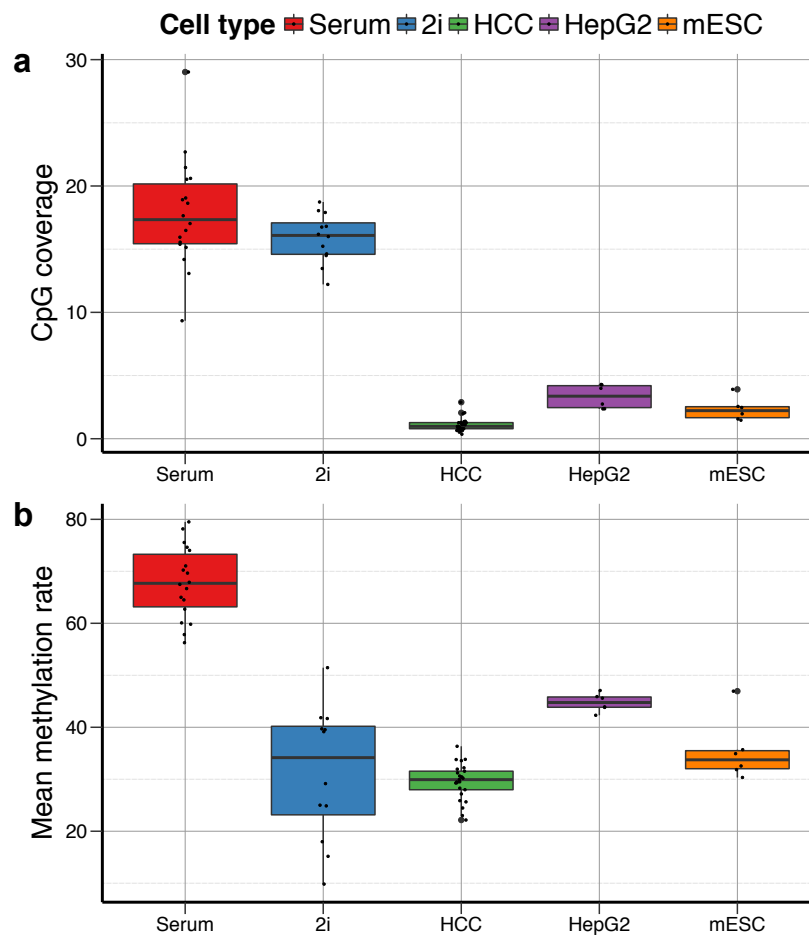 Cell type Serum 2i HCC HepG2 mESC
a
30
20
10
0
CpG coverage
Serum 2i HCC HepG2 mESC
b
80
60
40
20
Mean methylation rate
Serum 2i HCC HepG2 mESC